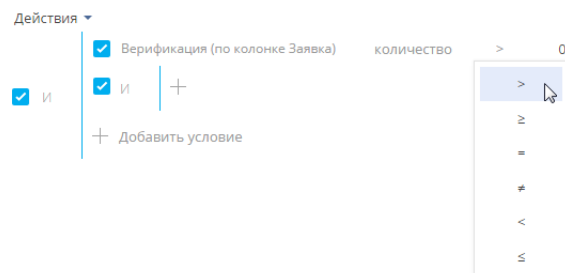 Действия
Верификация (по колонке Заявка) количество > 0
>
И
И
≥
Добавить условие
=
≠
<
≤